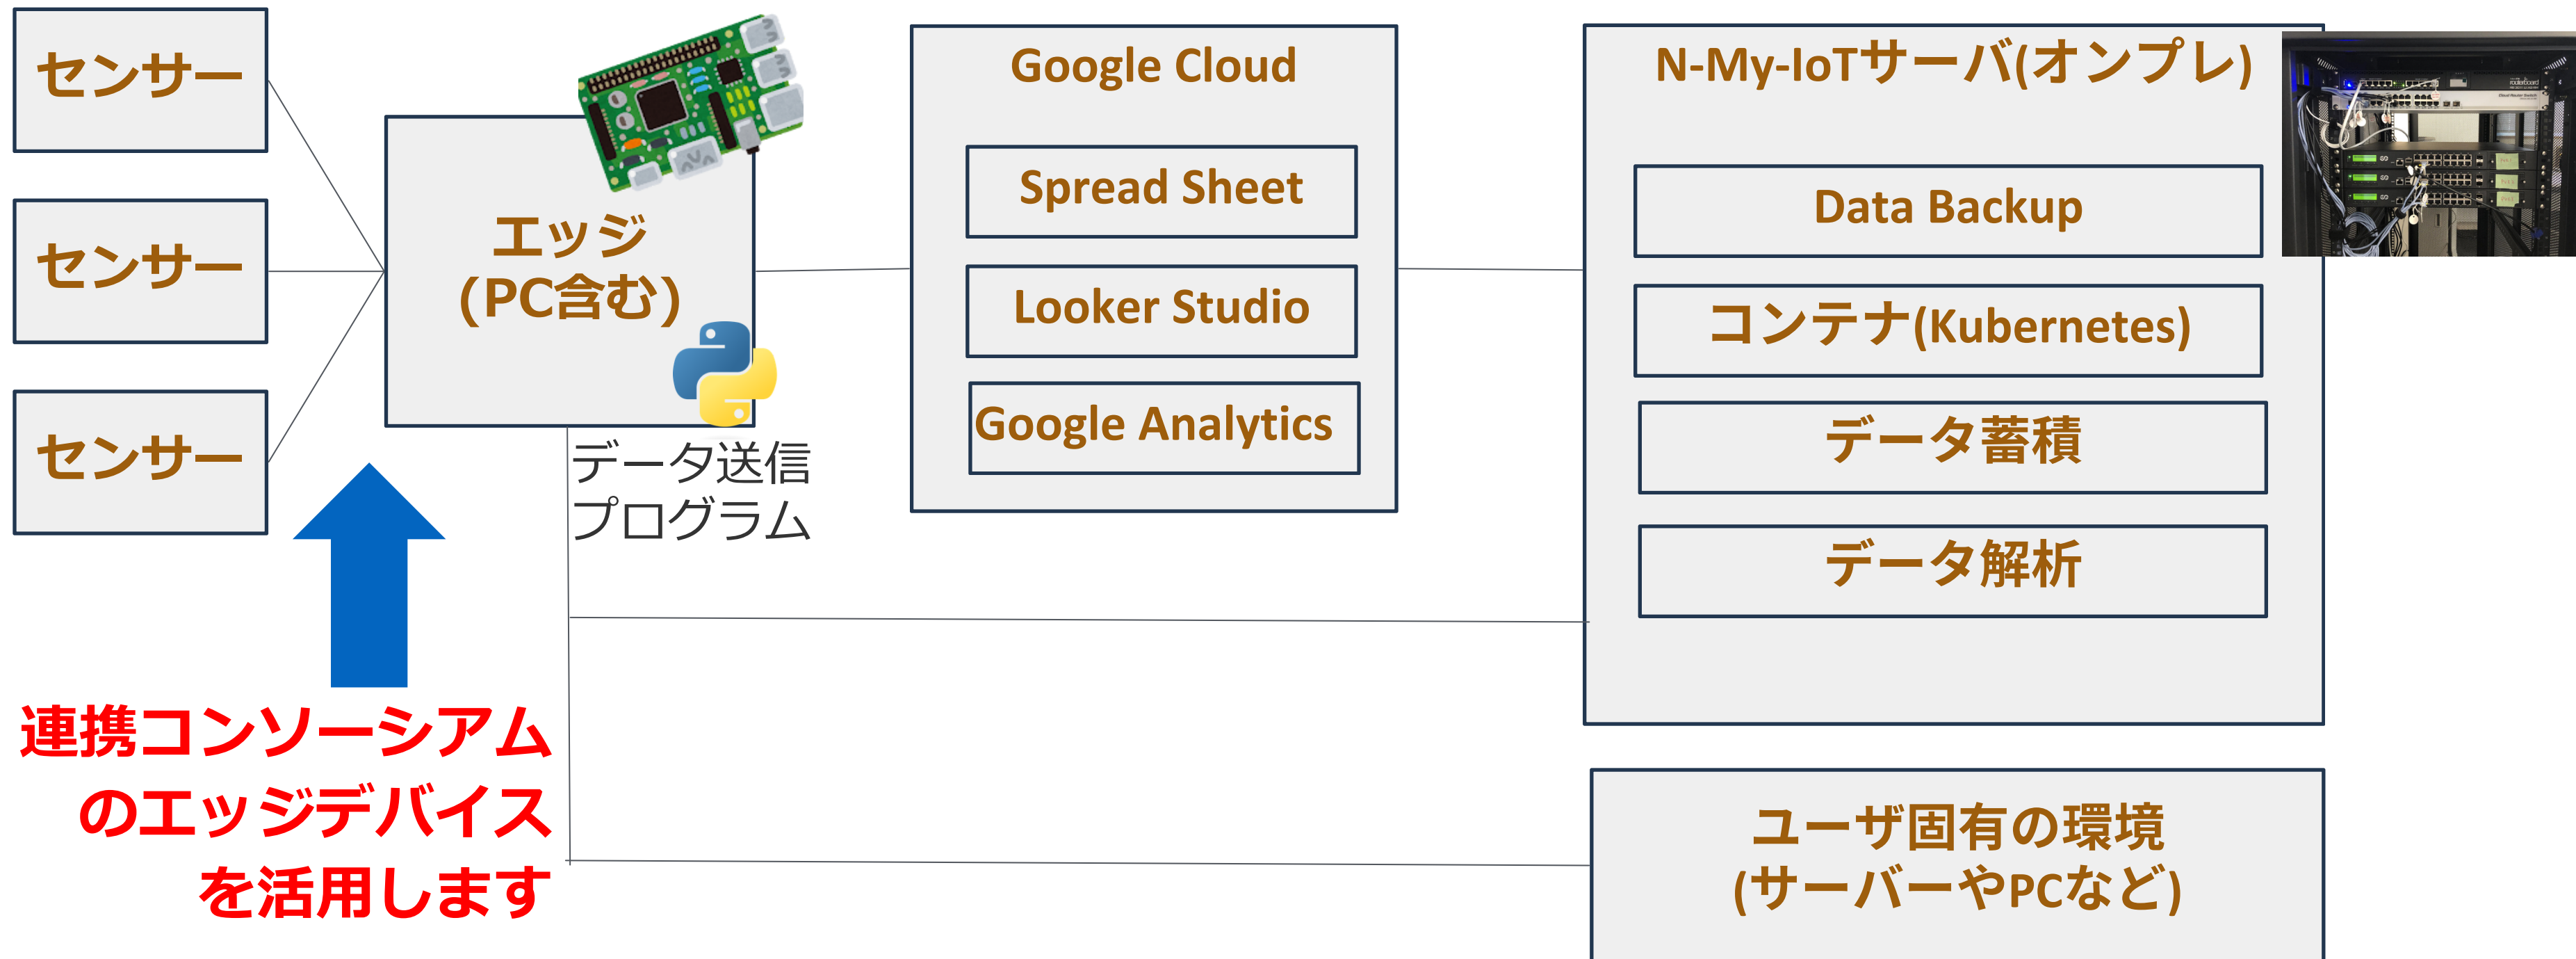 センサー
センサー
センサー
エッジ
(PC含む)
データ送信
プログラム
連携コンソーシアム
のエッジデバイス
を活用します
Google Cloud
Spread Sheet
Looker Studio
Google Analytics
N-My-IoTサーバ(オンプレ)
Data Backup
コンテナ(Kubernetes)
データ蓄積
データ解析
ユーザ固有の環境
(サーバーやPCなど)